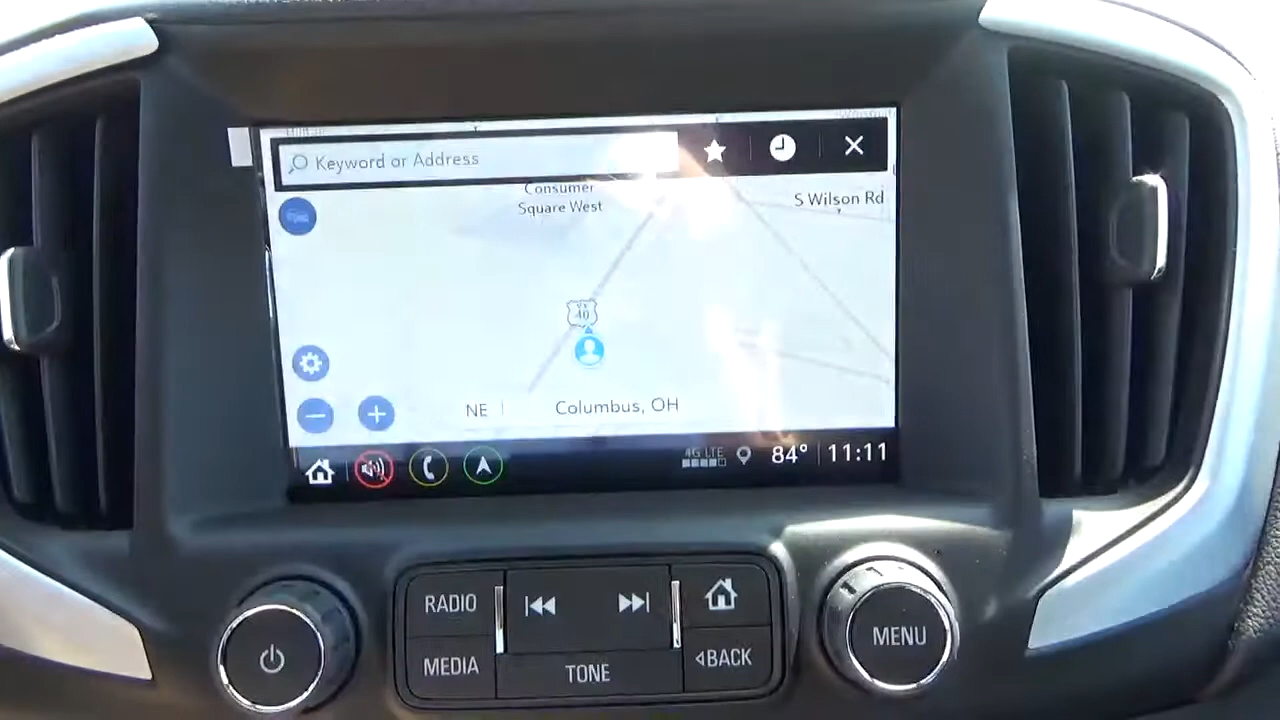 Keyword or Address
Consumer
Square West
S Wilson Rd
40
NE
Columbus, OH
4G LTE
84°
11:11
RADIO
MEDIA
TONE
BACK
MENU